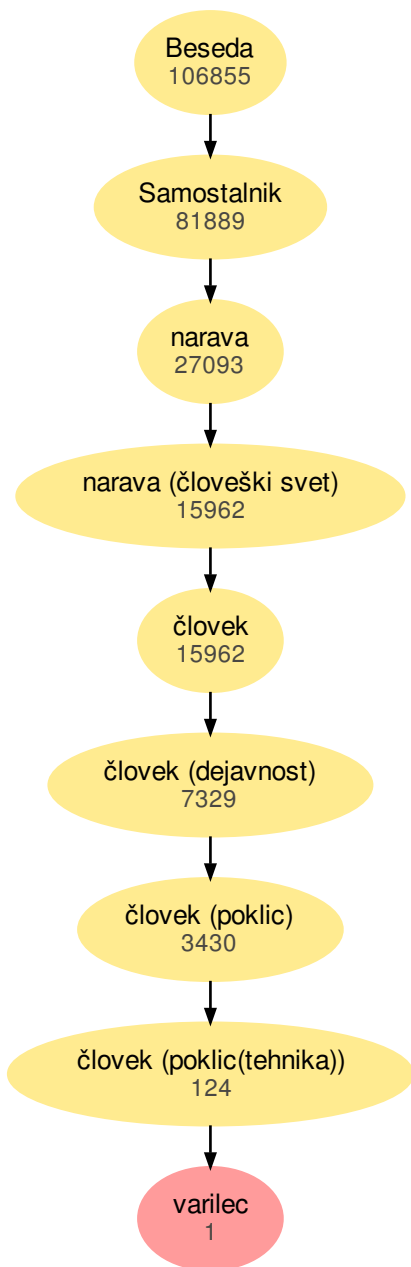 Beseda
106855
Samostalnik
81889
narava
27093
narava (človeški svet)
15962
človek
15962
človek (dejavnost)
7329
človek (poklic)
3430
človek (poklic(tehnika))
124
varilec
1